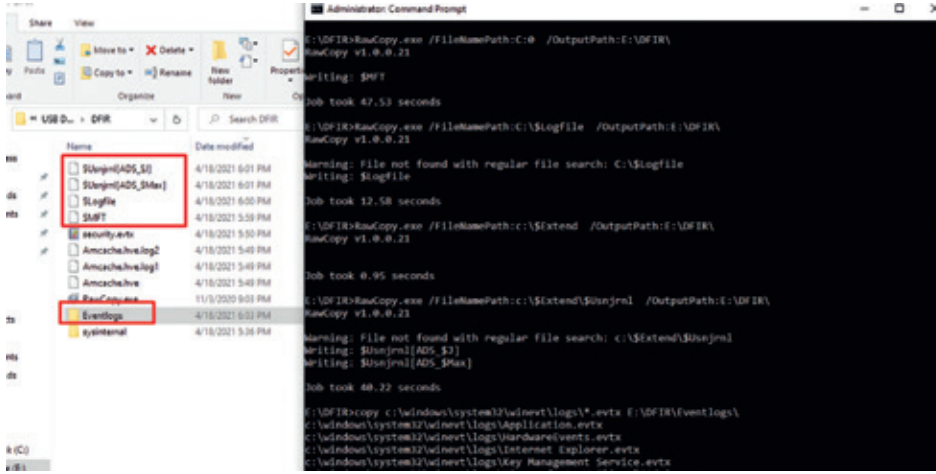 Share View
Paste
Move to
Delete
Copy to
Rename
New folder
Properti
Organize
New
USB D...
DFIR
Search DFIR
Name
Date modified
$Usnjrnl[ADS_$J]
4/18/2021 6:01 PM
$Usnjrnl[ADS_$Max]
4/18/2021 6:01 PM
$Logfile
4/18/2021 6:00 PM
$MFT
4/18/2021 5:59 PM
security.evtx
4/18/2021 5:50 PM
Amcache.hve.log2
4/18/2021 5:49 PM
Amcache.hve.log1
4/18/2021 5:49 PM
Amcache.hve
4/18/2021 5:49 PM
RawCopy.exe
11/3/2020 9:03 PM
Eventlogs
4/18/2021 6:03 PM
sysinternal
4/18/2021 5:36 PM
k (C:)
Administrator: Command Prompt
E:\DFIR>RawCopy.exe /FileNamePath:C:0 /OutputPath:E:\DFIR\
RawCopy v1.0.0.21
Writing: $MFT
Job took 47.53 seconds
E:\DFIR>RawCopy.exe /FileNamePath:C:\$Logfile /OutputPath:E:\DFIR\
RawCopy v1.0.0.21
Warning: File not found with regular file search: C:\$Logfile
Writing: $Logfile
Job took 12.58 seconds
E:\DFIR>RawCopy.exe /FileNamePath:c:\$Extend /OutputPath:E:\DFIR\
RawCopy v1.0.0.21
Job took 0.95 seconds
E:\DFIR>RawCopy.exe /FileNamePath:c:\$Extend\$Usnjrnl /OutputPath:E:\DFIR\
RawCopy v1.0.0.21
Warning: File not found with regular file search: c:\$Extend\$Usnjrnl
Writing: $Usnjrnl[ADS_$J]
Writing: $Usnjrnl[ADS_$Max]
Job took 40.22 seconds
E:\DFIR>copy c:\windows\system32\winevt\logs\*.evtx E:\DFIR\Eventlogs\
c:\windows\system32\winevt\logs\Application.evtx
c:\windows\system32\winevt\logs\HardwareEvents.evtx
c:\windows\system32\winevt\logs\Internet Explorer.evtx
c:\windows\system32\winevt\logs\Key Management Service.evtx